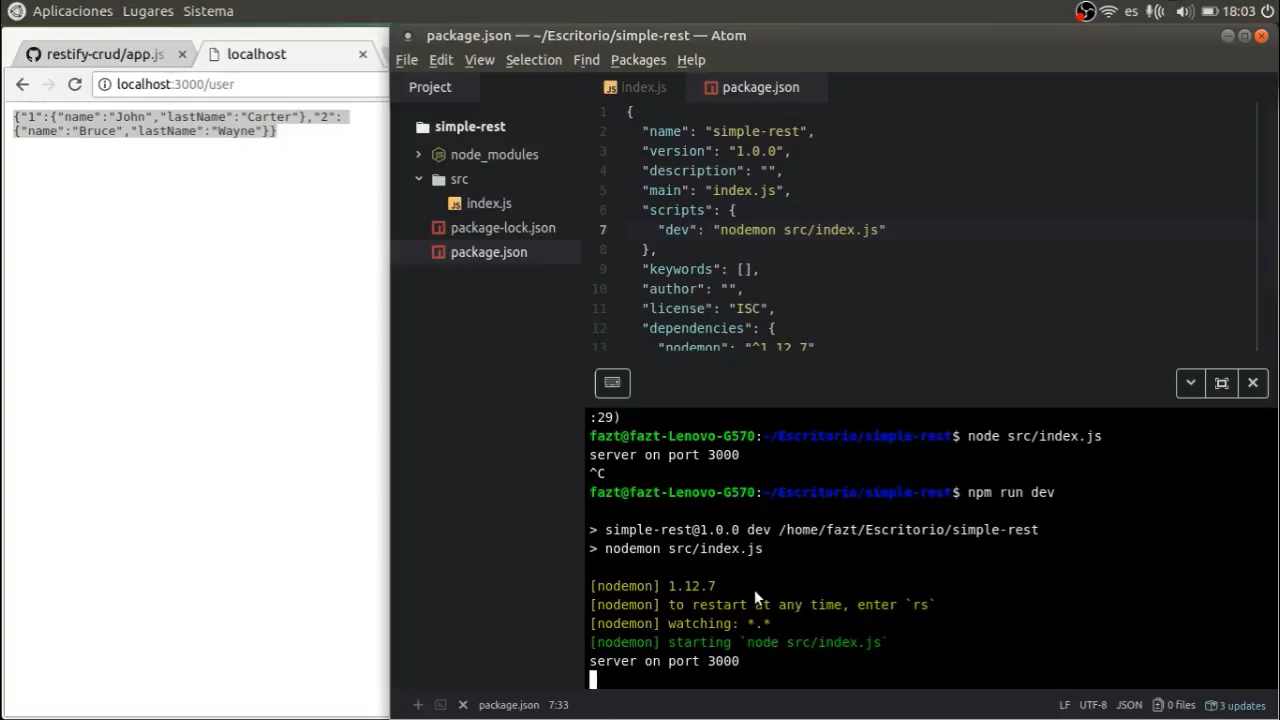 Aplicaciones Lugares Sistema
es 18:03
restify-crud/app.js
localhost
localhost:3000/user
{"1":{"name":"John","lastName":"Carter"},"2":
{"name":"Bruce","lastName":"Wayne"}}
package.json — ~/Escritorio/simple-rest — Atom
File Edit View Selection Find Packages Help
Project
simple-rest
node_modules
src
index.js
package-lock.json
package.json
index.js
package.json
1 {
2 "name": "simple-rest",
3 "version": "1.0.0",
4 "description": "",
5 "main": "index.js",
6 "scripts": {
7 "dev": "nodemon src/index.js"
8 },
9 "keywords": [],
10 "author": "",
11 "license": "ISC",
12 "dependencies": {
13 "nodemon": "^1.12.7"
:29)
fazt@fazt-Lenovo-G570:~/Escritorio/simple-rest$ node src/index.js
server on port 3000
^C
fazt@fazt-Lenovo-G570:~/Escritorio/simple-rest$ npm run dev
> simple-rest@1.0.0 dev /home/fazt/Escritorio/simple-rest
> nodemon src/index.js
[nodemon] 1.12.7
[nodemon] to restart at any time, enter `rs`
[nodemon] watching: *.*
[nodemon] starting `node src/index.js`
server on port 3000
package.json 7:33
LF UTF-8 JSON 0 files 3 updates